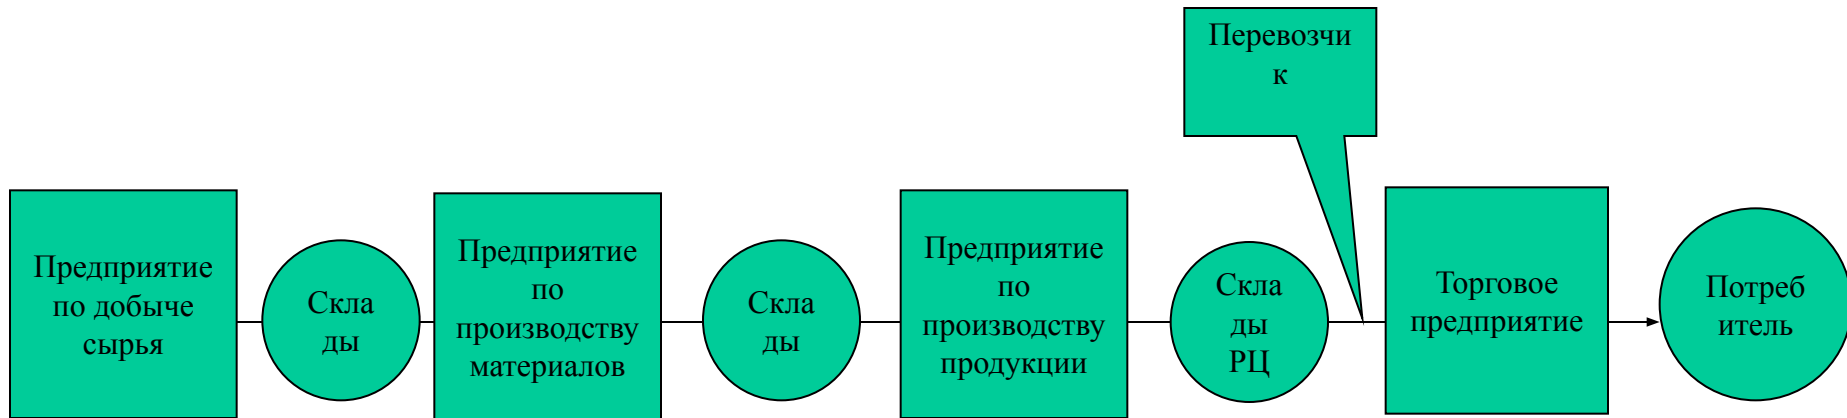 Перевозчи
к
Предприятие
по добыче
сырья
Скла
ды
Предприятие
по
производству
материалов
Скла
ды
Предприятие
по
производству
продукции
Скла
ды
РЦ
Торговое
предприятие
Потреб
итель